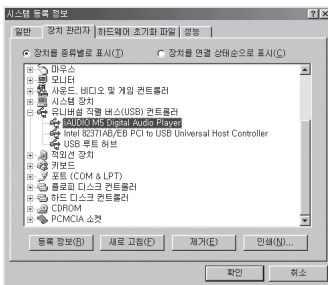 시스템 등록 정보
일반 장치 관리자 하드웨어 초기화 파일 성능
장치를 종류별로 표시(T) 장치를 연결 상태순으로 표시(C)
마우스
모니터
사운드, 비디오 및 게임 컨트롤러
시스템 장치
유니버설 직렬 버스(USB) 컨트롤러
IAUDIO M5 Digital Audio Player
Intel 82371AB/EB PCI to USB Universal Host Controller
USB 루트 허브
적외선 장치
키보드
포트 (COM & LPT)
플로피 디스크 컨트롤러
하드 디스크 컨트롤러
CDROM
PCMCIA 소켓
등록 정보(R) 새로 고침(F) 제거(E) 인쇄(N)...
확인 취소